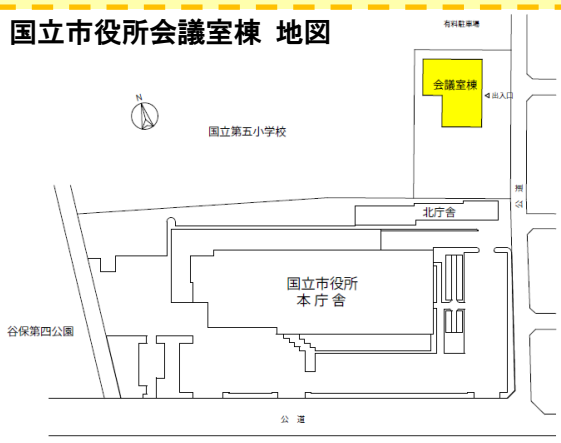 国立市役所会議室棟 地図
有料駐車場
会議室棟
出入口
N
国立第五小学校
公道
北庁舎
国立市役所
本庁舎
谷保第四公園
公 道